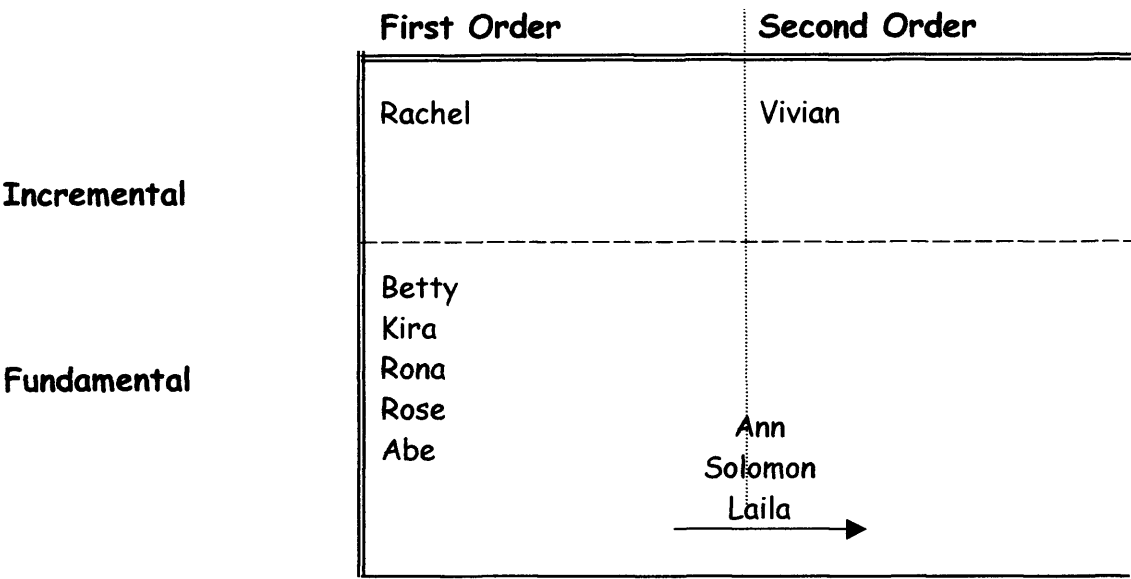 First Order Second Order
Rachel Vivian
Incremental
Betty
Kira
Rona
Fundamental
Rose
Ann
Abe
Solomon
Laila